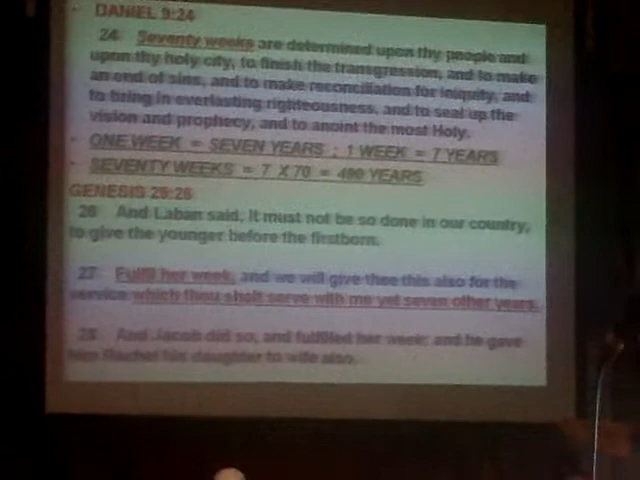 - DANIEL 9:24
24 Seventy weeks are determined upon thy people and
upon thy holy city, to finish the transgression, and to make
an end of sins, and to make reconciliation for iniquity, and
to bring in everlasting righteousness, and to seal up the
vision and prophecy, and to anoint the most Holy.
- ONE WEEK = SEVEN YEARS ; 1 WEEK = 7 YEARS
- SEVENTY WEEKS = 7 X 70 = 490 YEARS
GENESIS 29:26
26 And Laban said, It must not be so done in our country,
to give the younger before the firstborn.
27 Fulfil her week, and we will give thee this also for the
service which thou shalt serve with me yet seven other years.
28 And Jacob did so, and fulfilled her week: and he gave
him Rachel his daughter to wife also.